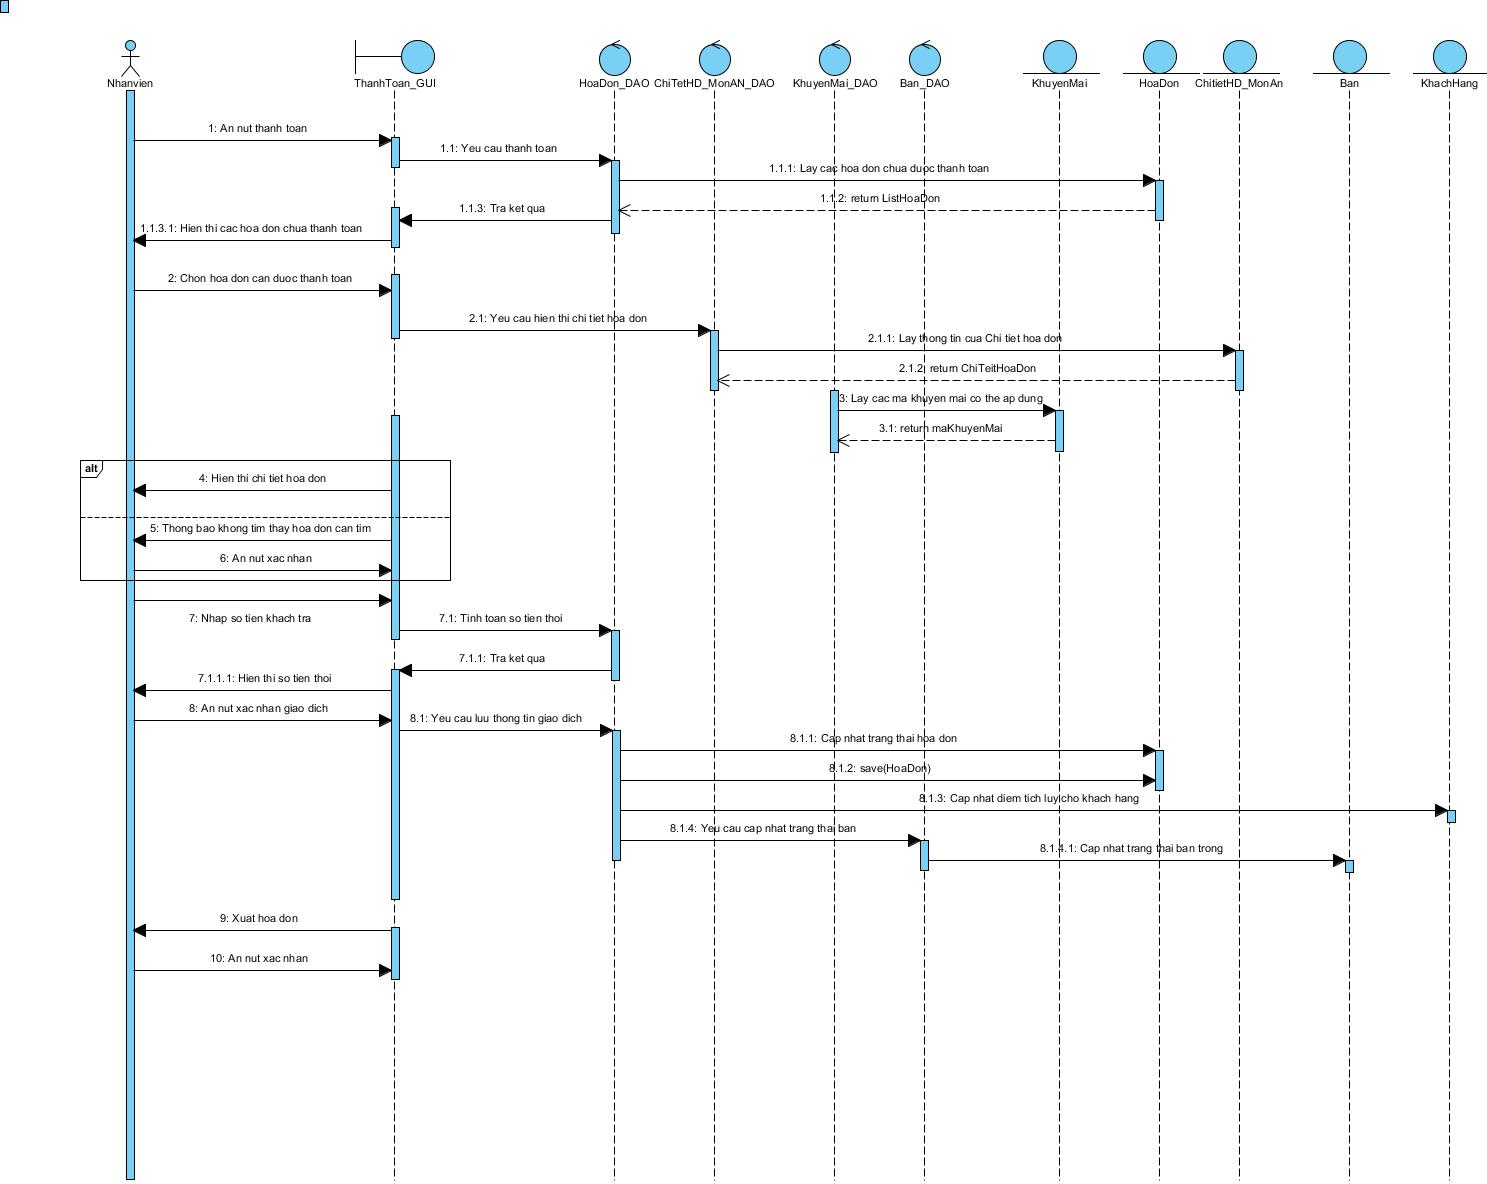 Nhanvien
ThanhToan_GUI
HoaDon_DAO
ChiTetHD_MonAN_DAO
KhuyenMai_DAO
Ban_DAO
KhuyenMai
HoaDon
ChitietHD_MonAn
Ban
KhachHang
1: An nut thanh toan
1.1: Yeu cau thanh toan
1.1.1: Lay cac hoa don chua duoc thanh toan
1.1.2: return ListHoaDon
1.1.3: Tra ket qua
1.1.3.1: Hien thi cac hoa don chua thanh toan
2: Chon hoa don can duoc thanh toan
2.1: Yeu cau hien thi chi tiet hoa don
2.1.1: Lay thong tin cua Chi tiet hoa don
2.1.2: return ChiTeitHoaDon
3: Lay cac ma khuyen mai co the ap dung
3.1: return maKhuyenMai
alt
4: Hien thi chi tiet hoa don
5: Thong bao khong tim thay hoa don can tim
6: An nut xac nhan
7: Nhap so tien khach tra
7.1: Tinh toan so tien thoi
7.1.1: Tra ket qua
7.1.1.1: Hien thi so tien thoi
8: An nut xac nhan giao dich
8.1: Yeu cau luu thong tin giao dich
8.1.1: Cap nhat trang thai hoa don
8.1.2: save(HoaDon)
8.1.3: Cap nhat diem tich luy cho khach hang
8.1.4: Yeu cau cap nhat trang thai ban
8.1.4.1: Cap nhat trang thai ban trong
9: Xuat hoa don
10: An nut xac nhan